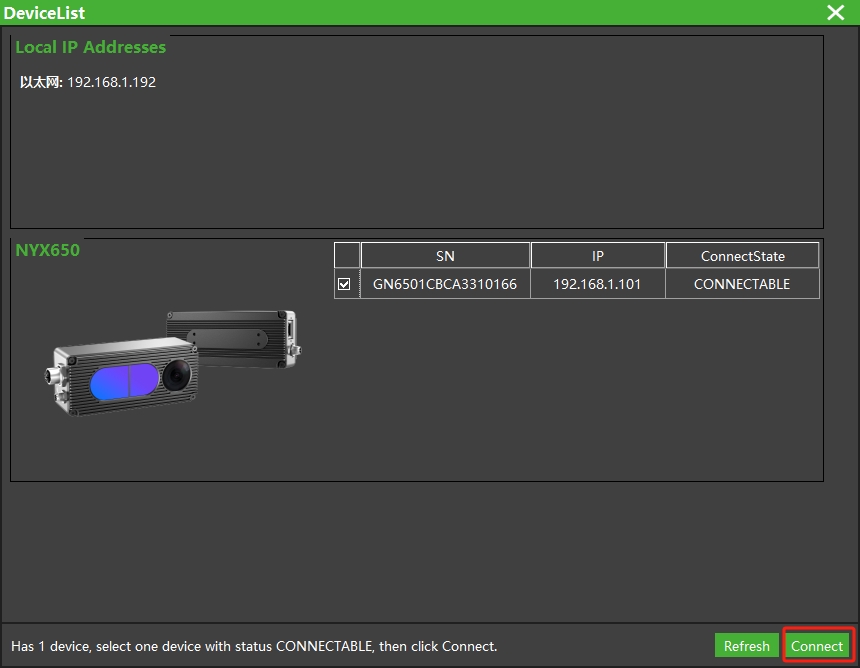 DeviceList
Local IP Addresses
以太网: 192.168.1.192
NYX650
SN IP ConnectState
GN6501CBCA3310166 192.168.1.101 CONNECTABLE
Has 1 device, select one device with status CONNECTABLE, then click Connect.
Refresh Connect